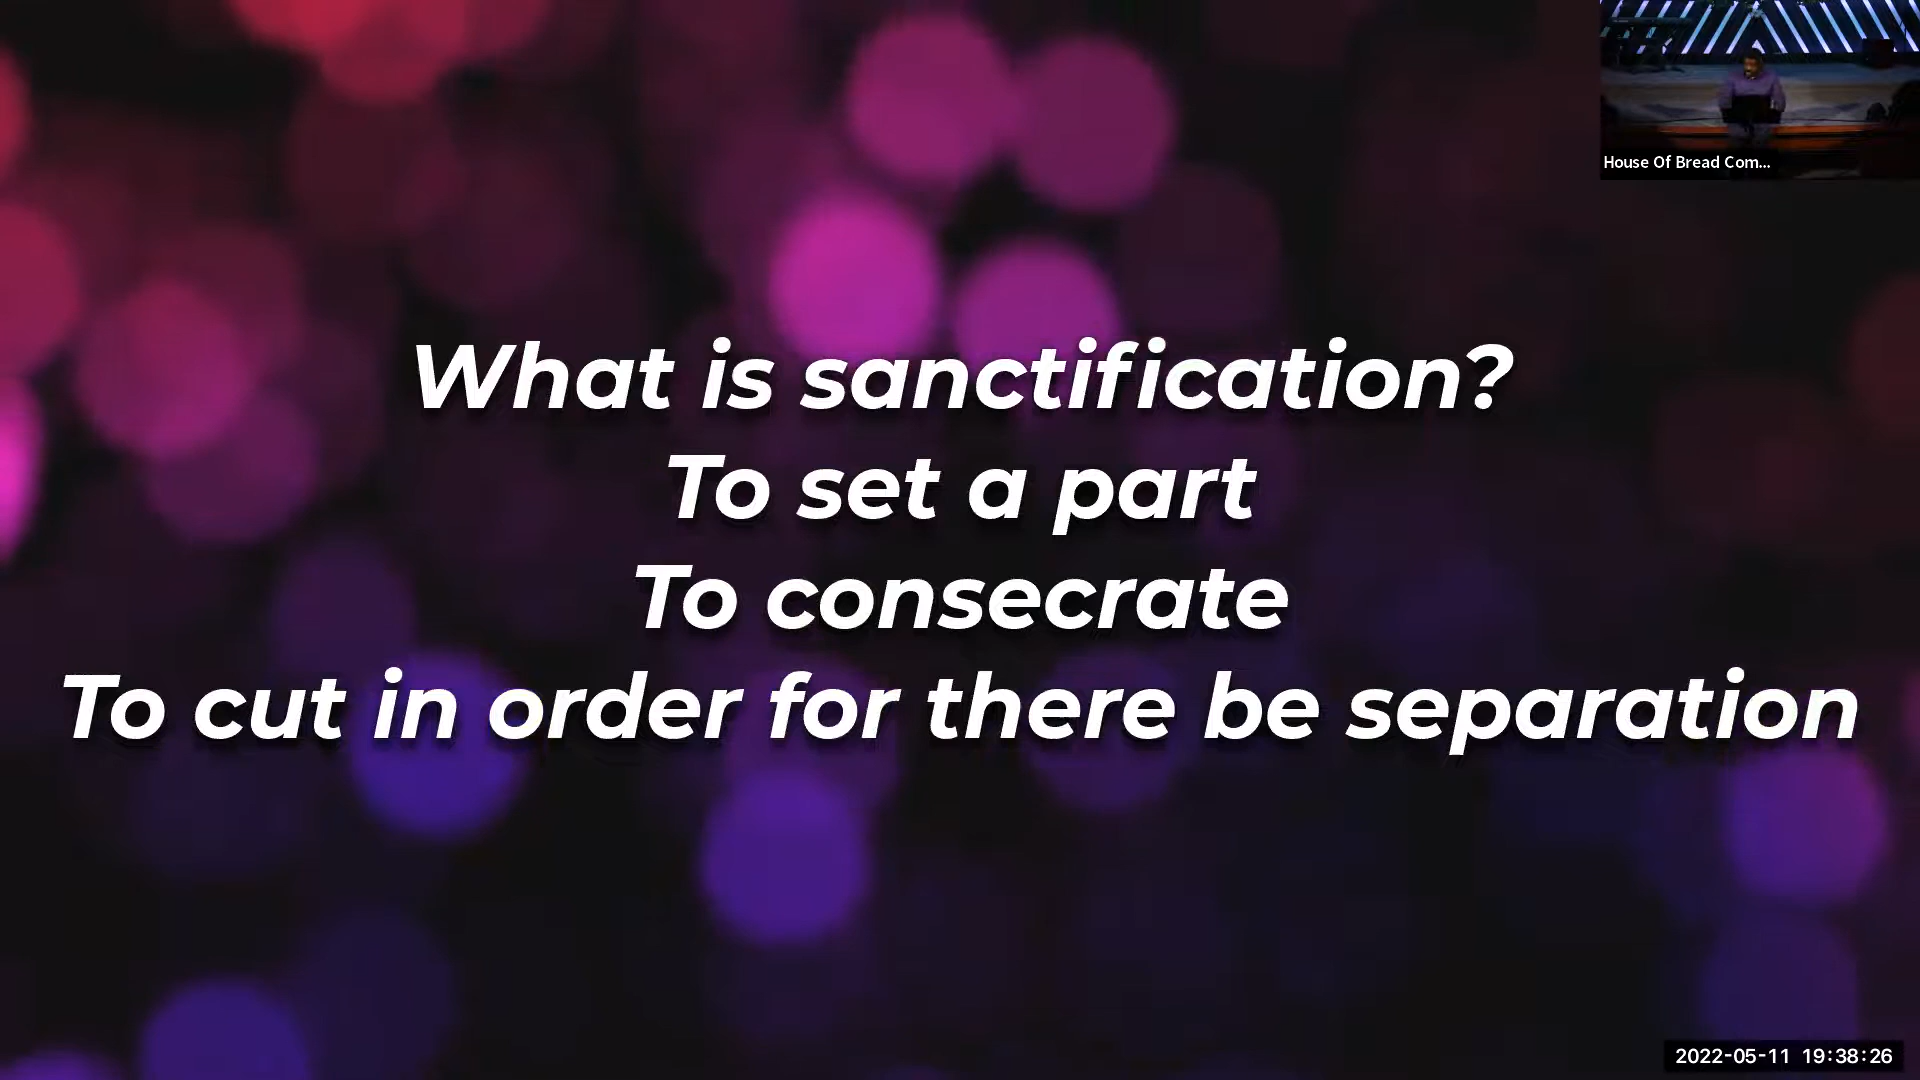 House Of Bread Com...
What is sanctification?
To set a part
To consecrate
To cut in order for there be separation
2022-05-11 19:38:26